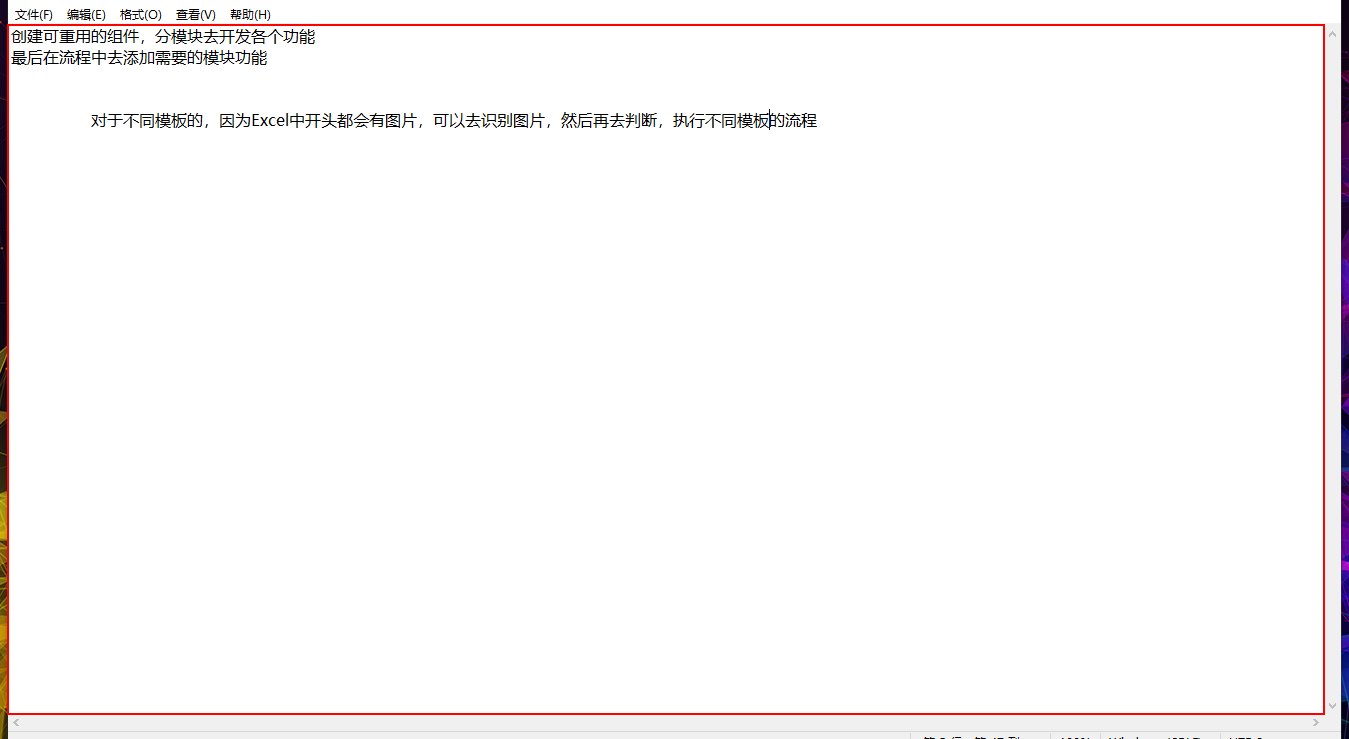 文件(F) 编辑(E) 格式(O) 查看(V) 帮助(H)
创建可重用的组件，分模块去开发各个功能
最后在流程中去添加需要的模块功能
对于不同模板的，因为Excel中开头都会有图片，可以去识别图片，然后再去判断，执行不同模板的流程